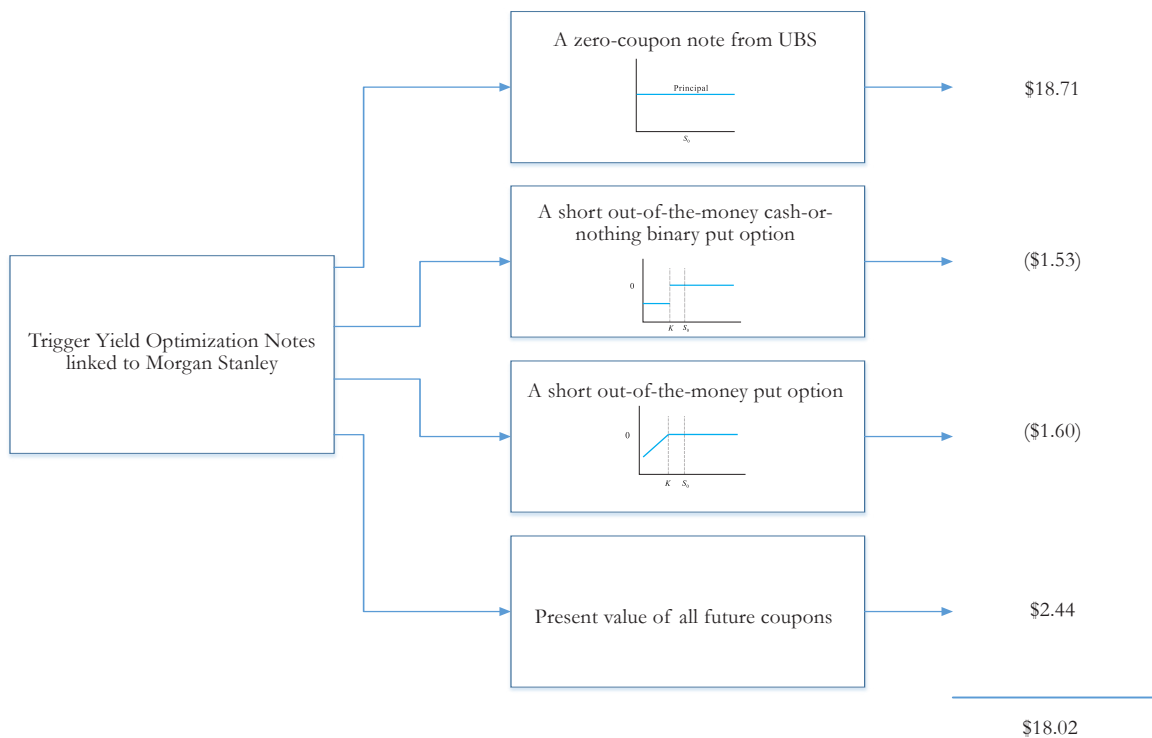 A zero-coupon note from UBS
Principal
S₀
$18.71
A short out-of-the-money cash-or-
nothing binary put option
0
K S₀
($1.53)
Trigger Yield Optimization Notes
linked to Morgan Stanley
A short out-of-the-money put option
0
K S₀
($1.60)
Present value of all future coupons
$2.44
$18.02